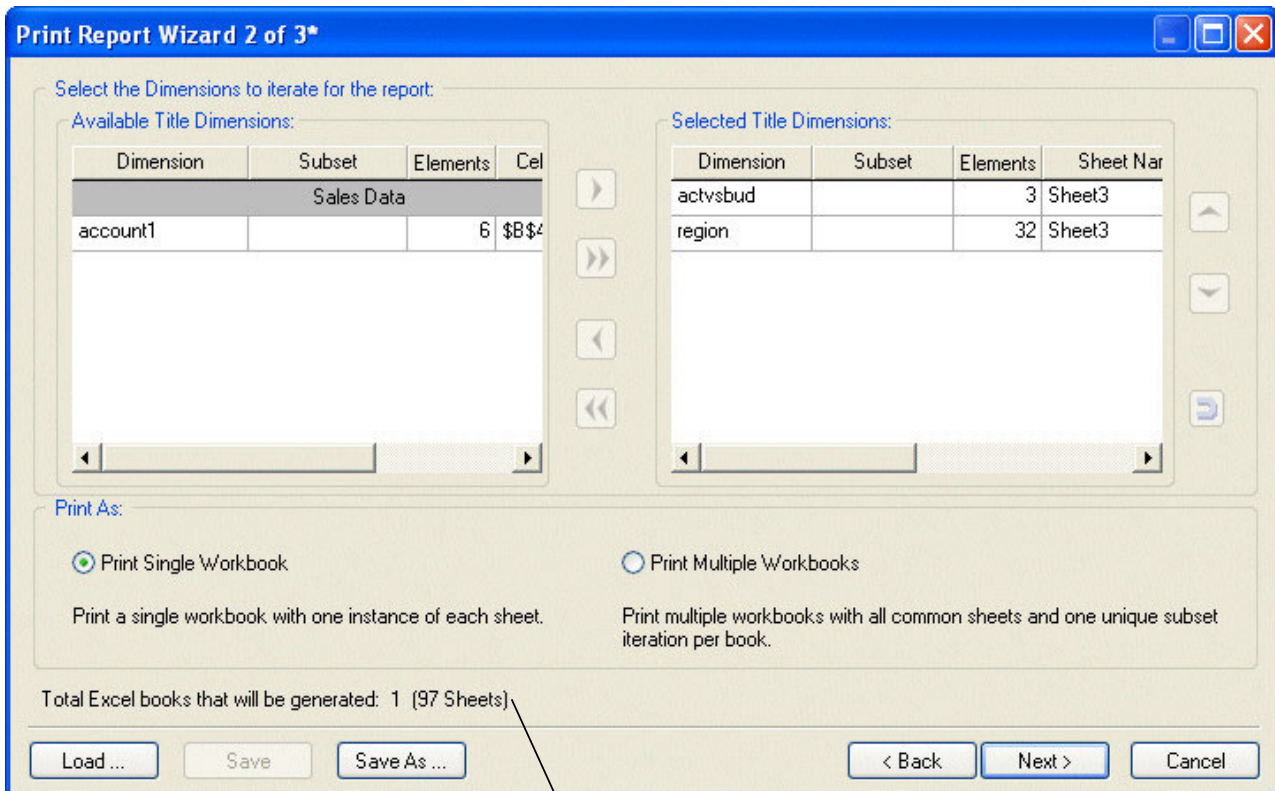 Print Report Wizard 2 of 3*
Select the Dimensions to iterate for the report:
Available Title Dimensions:
Selected Title Dimensions:
Dimension Subset Elements Cel
Dimension Subset Elements Sheet Nar
Sales Data
actvsbud 3 Sheet3
account1 6 $B$4
region 32 Sheet3
Print As:
Print Single Workbook
Print Multiple Workbooks
Print a single workbook with one instance of each sheet.
Print multiple workbooks with all common sheets and one unique subset
iteration per book.
Total Excel books that will be generated: 1 (97 Sheets)
Load ... Save Save As ... < Back Next > Cancel